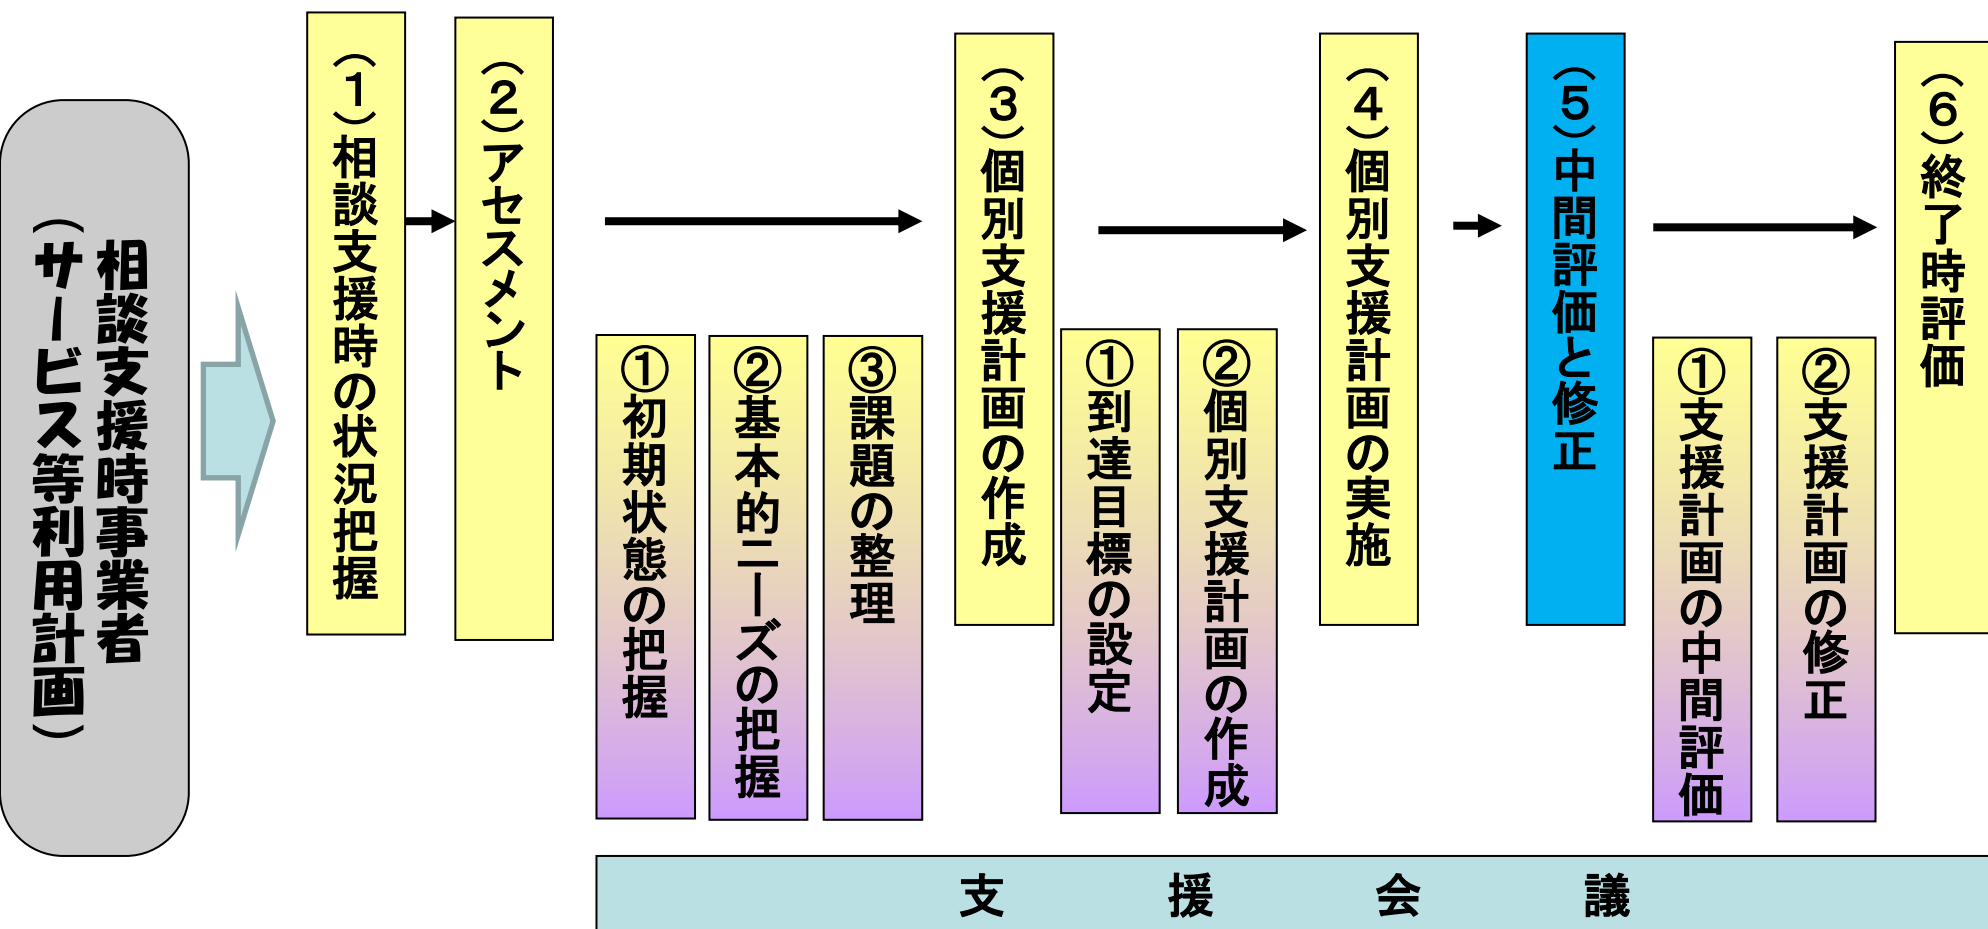 相談支援時事業者
（サービス等利用計画）
（１）相談支援時の状況把握
（２）アセスメント
①初期状態の把握
②基本的ニーズの把握
③課題の整理
（３）個別支援計画の作成
①到達目標の設定
②個別支援計画の作成
（４）個別支援計画の実施
（５）中間評価と修正
①支援計画の中間評価
②支援計画の修正
（６）終了時評価
支援会議